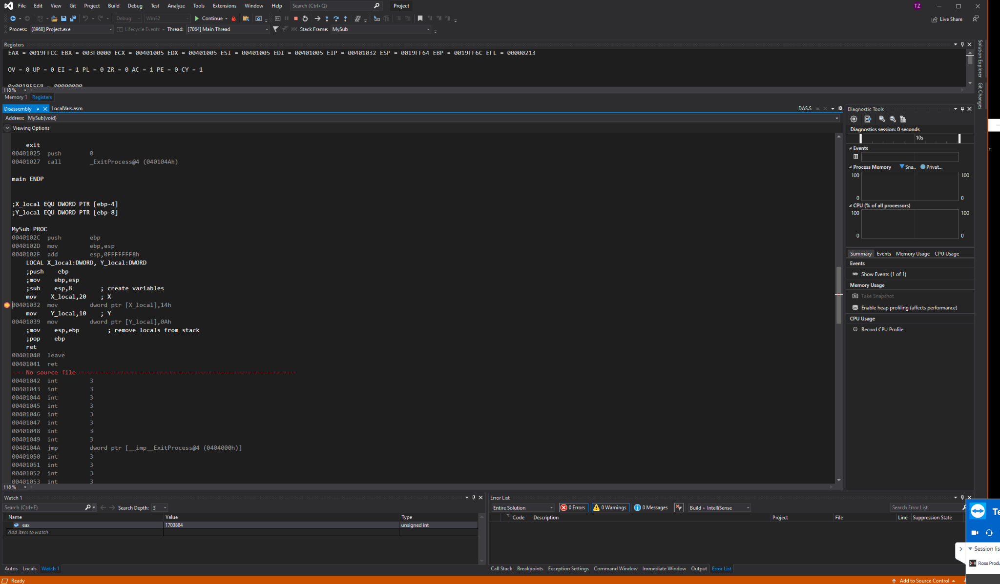 File Edit View Git Project Build Debug Test Analyze Tools Extensions Window Help Search (Ctrl+Q) Project TZ
Debug Win32 Continue Live Share
Process: [8968] Project.exe Lifecycle Events Thread: [7064] Main Thread Stack Frame: MySub
Registers
EAX = 0019FFCC EBX = 003F0000 ECX = 00401005 EDX = 00401005 ESI = 00401005 EDI = 00401005 EIP = 00401032 ESP = 0019FF64 EBP = 0019FF6C EFL = 00000213
OV = 0 UP = 0 EI = 1 PL = 0 ZR = 0 AC = 1 PE = 0 CY = 1
0x0019FF68 = 00000000
118 %
Memory 1 Registers
Disassembly LocalVars.asm DAS.S
Address: MySub(void)
Viewing Options
exit
00401025 push 0
00401027 call _ExitProcess@4 (040104Ah)
main ENDP
;X_local EQU DWORD PTR [ebp-4]
;Y_local EQU DWORD PTR [ebp-8]
MySub PROC
0040102C push ebp
0040102D mov ebp,esp
0040102F add esp,0FFFFFFF8h
LOCAL X_local:DWORD, Y_local:DWORD
;push ebp
;mov ebp,esp
;sub esp,8 ; create variables
mov X_local,20 ; X
00401032 mov dword ptr [X_local],14h
mov Y_local,10 ; Y
00401039 mov dword ptr [Y_local],0Ah
;mov esp,ebp ; remove locals from stack
;pop ebp
ret
00401040 leave
00401041 ret
--- No source file -------------------------------------------------------------
00401042 int 3
00401043 int 3
00401044 int 3
00401045 int 3
00401046 int 3
00401047 int 3
00401048 int 3
00401049 int 3
0040104A jmp dword ptr [__imp__ExitProcess@4 (0404000h)]
00401050 int 3
00401051 int 3
00401052 int 3
00401053 int 3
118 %
Diagnostic Tools
Diagnostics session: 0 seconds
10s
Events
Process Memory Sna.. Privat...
100 100
0 0
CPU (% of all processors)
100 100
0 0
Summary Events Memory Usage CPU Usage
Events
Show Events (1 of 1)
Memory Usage
Take Snapshot
Enable heap profiling (affects performance)
CPU Usage
Record CPU Profile
Solution Explorer
Git Changes
Watch 1
Search (Ctrl+E) Search Depth: 3
Name Value Type
eax 1703884 unsigned int
Add item to watch
Autos Locals Watch 1
Error List
Entire Solution 0 Errors 0 Warnings 0 Messages Build + IntelliSense Search Error List
Code Description Project File Line Suppression State
Call Stack Breakpoints Exception Settings Command Window Immediate Window Output Error List
Te
Session lis
Ross Produ
Ready Add to Source Control